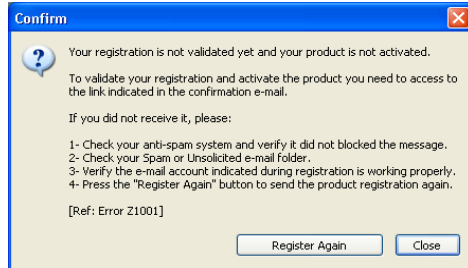 Confirm
Your registration is not validated yet and your product is not activated.
To validate your registration and activate the product you need to access to
the link indicated in the confirmation e-mail.
If you did not receive it, please:
1- Check your anti-spam system and verify it did not blocked the message.
2- Check your Spam or Unsolicited e-mail folder.
3- Verify the e-mail account indicated during registration is working properly.
4- Press the "Register Again" button to send the product registration again.
[Ref: Error Z1001]
Register Again Close